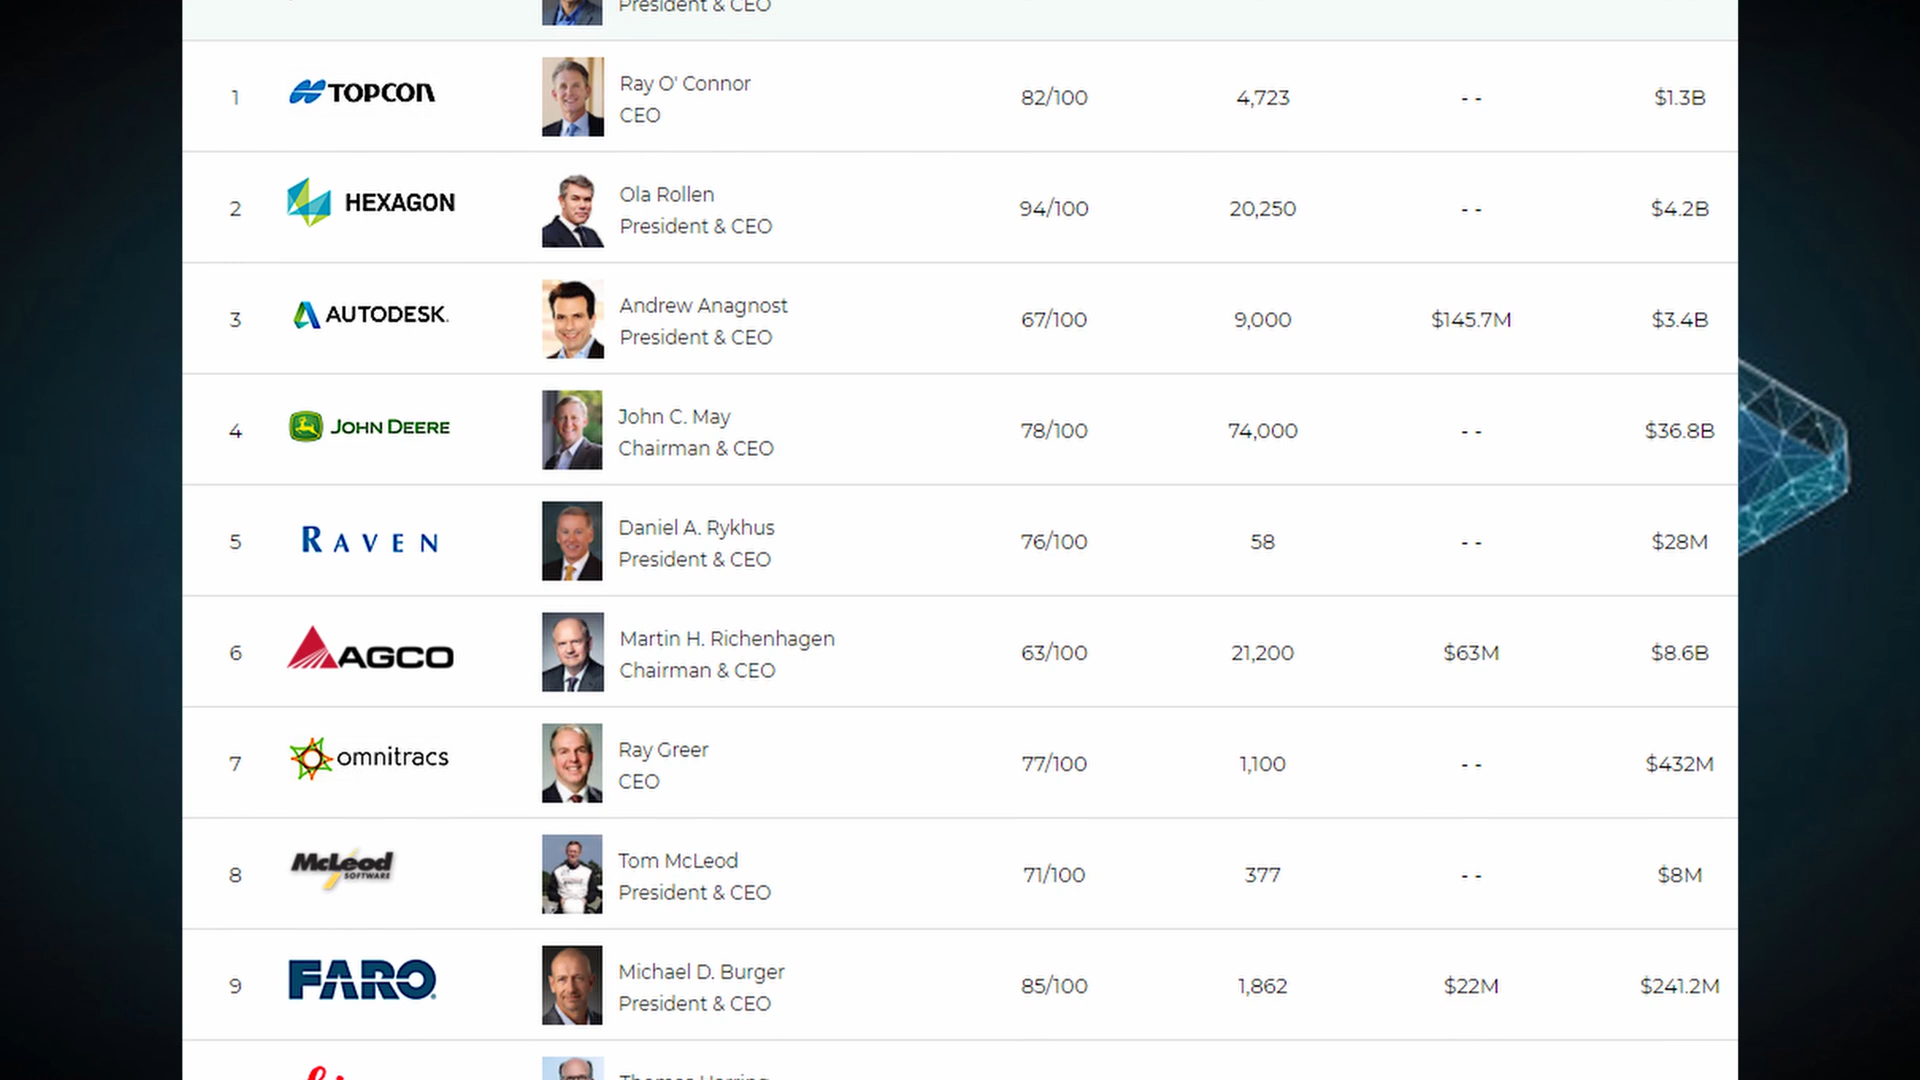 President & CEO
1 TOPCON Ray O' Connor 82/100 4,723 - - $1.3B
CEO
2 HEXAGON Ola Rollen 94/100 20,250 - - $4.2B
President & CEO
3 AUTODESK. Andrew Anagnost 67/100 9,000 $145.7M $3.4B
President & CEO
4 JOHN DEERE John C. May 78/100 74,000 - - $36.8B
Chairman & CEO
5 RAVEN Daniel A. Rykhus 76/100 58 - - $28M
President & CEO
6 AGCO Martin H. Richenhagen 63/100 21,200 $63M $8.6B
Chairman & CEO
7 omnitracs Ray Greer 77/100 1,100 - - $432M
CEO
8 McLeod SOFTWARE Tom McLeod 71/100 377 - - $8M
President & CEO
9 FARO Michael D. Burger 85/100 1,862 $22M $241.2M
President & CEO